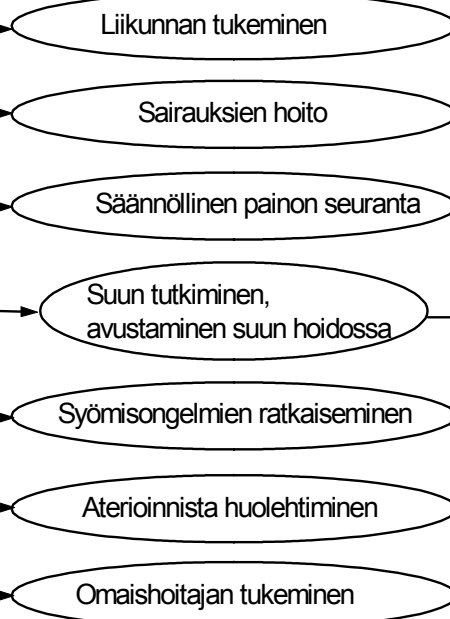 Liikunnan tukeminen
Sairauksien hoito
Säännöllinen painon seuranta
Suun tutkiminen,
avustaminen suun hoidossa
Syömisongelmien ratkaiseminen
Aterioinnista huolehtiminen
Omaishoitajan tukeminen